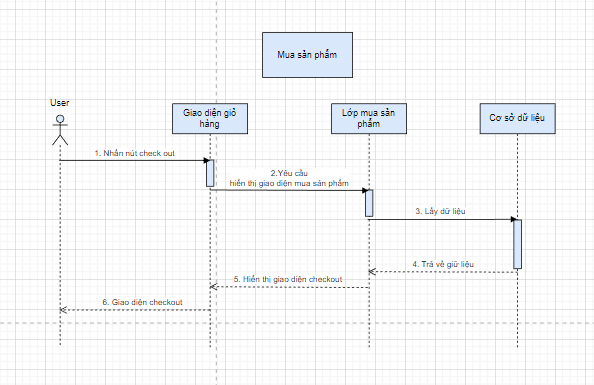 Mua sản phẩm
User
Giao diện giỏ
hàng
Lớp mua sản
phẩm
Cơ sở dữ liệu
1. Nhấn nút check out
2.Yêu cầu
hiển thị giao diện mua sản phẩm
3. Lấy dữ liệu
4. Trả về giữ liệu
5. Hiển thị giao diện checkout
6. Giao diện checkout